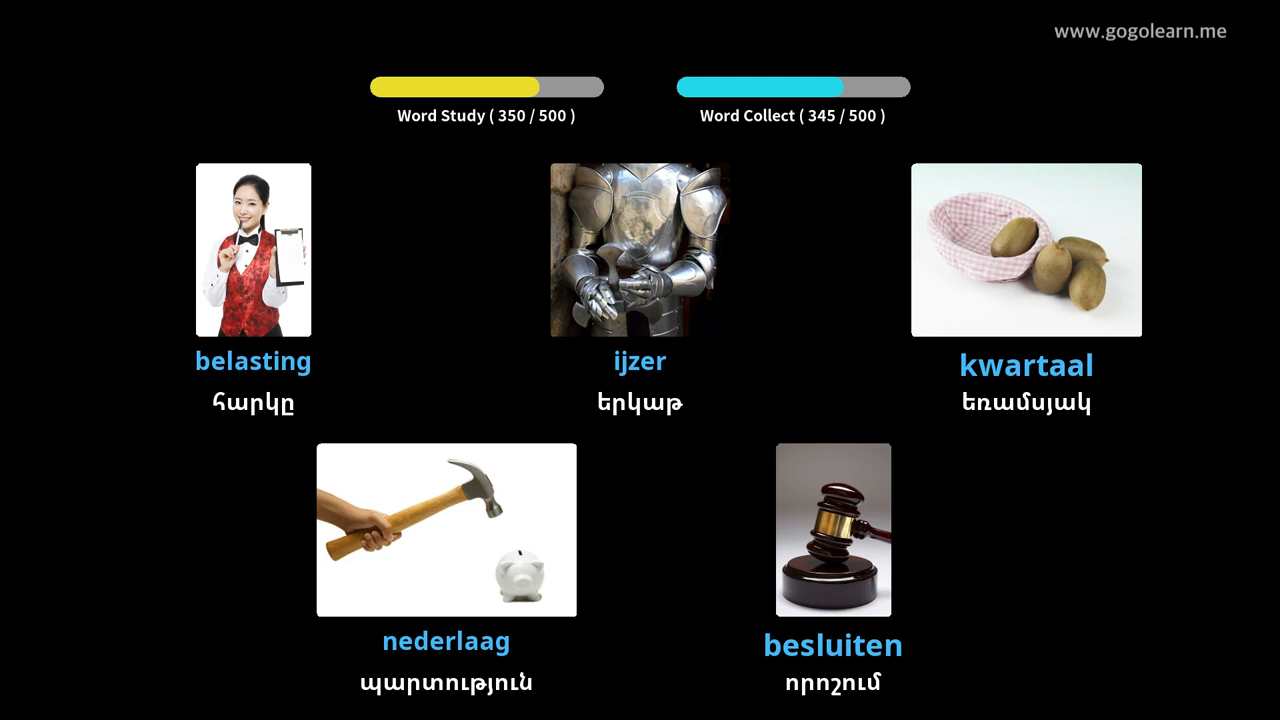 www.gogolearn.me
Word Study ( 350 / 500 )
Word Collect ( 345 / 500 )
belasting
ijzer
kwartaal
հարկը
երկաթ
եռամսյակ
nederlaag
besluiten
պարտություն
որոշում